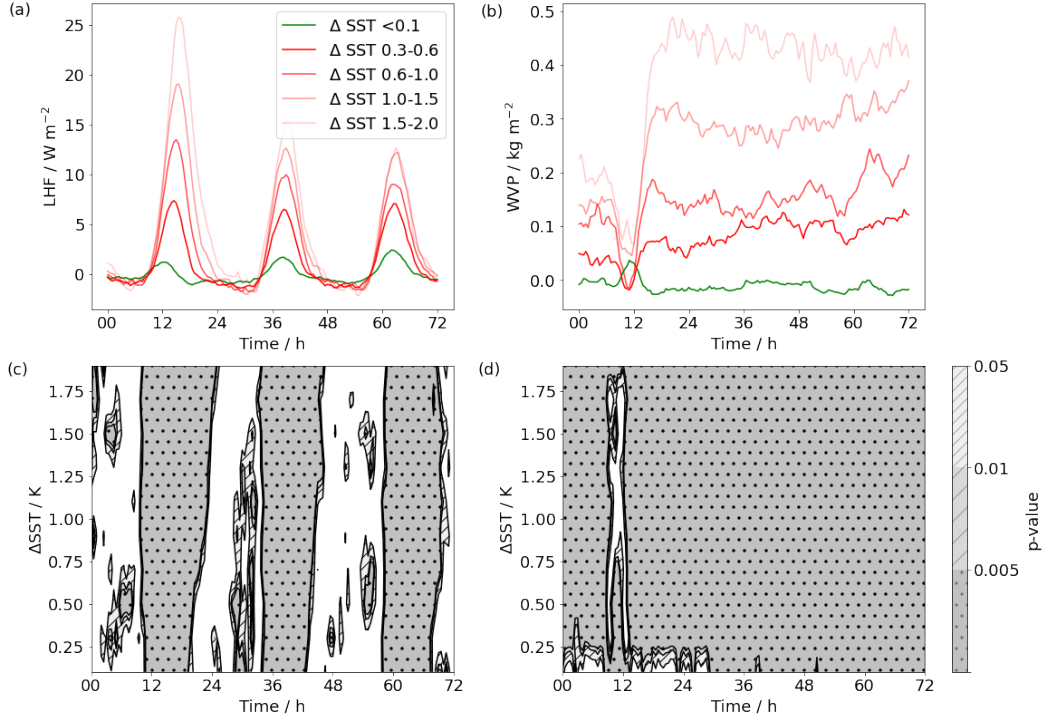 (a)
LHF / W m⁻²
25
20
15
10
5
0
00 12 24 36 48 60 72
Time / h
Δ SST <0.1
Δ SST 0.3-0.6
Δ SST 0.6-1.0
Δ SST 1.0-1.5
Δ SST 1.5-2.0
(b)
WVP / kg m⁻²
0.5
0.4
0.3
0.2
0.1
0.0
00 12 24 36 48 60 72
Time / h
(c)
ΔSST / K
1.75
1.50
1.25
1.00
0.75
0.50
0.25
00 12 24 36 48 60 72
Time / h
(d)
ΔSST / K
1.75
1.50
1.25
1.00
0.75
0.50
0.25
00 12 24 36 48 60 72
Time / h
0.05
0.01
0.005
p-value